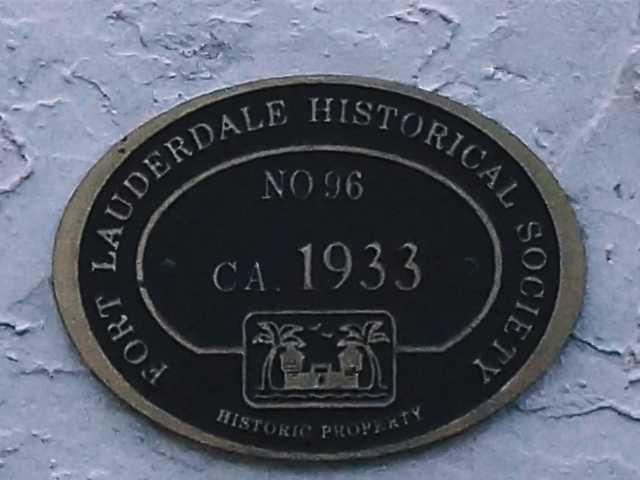 FORT LAUDERDALE HISTORICAL SOCIETY
NO 96
CA. 1933
HISTORIC PROPERTY